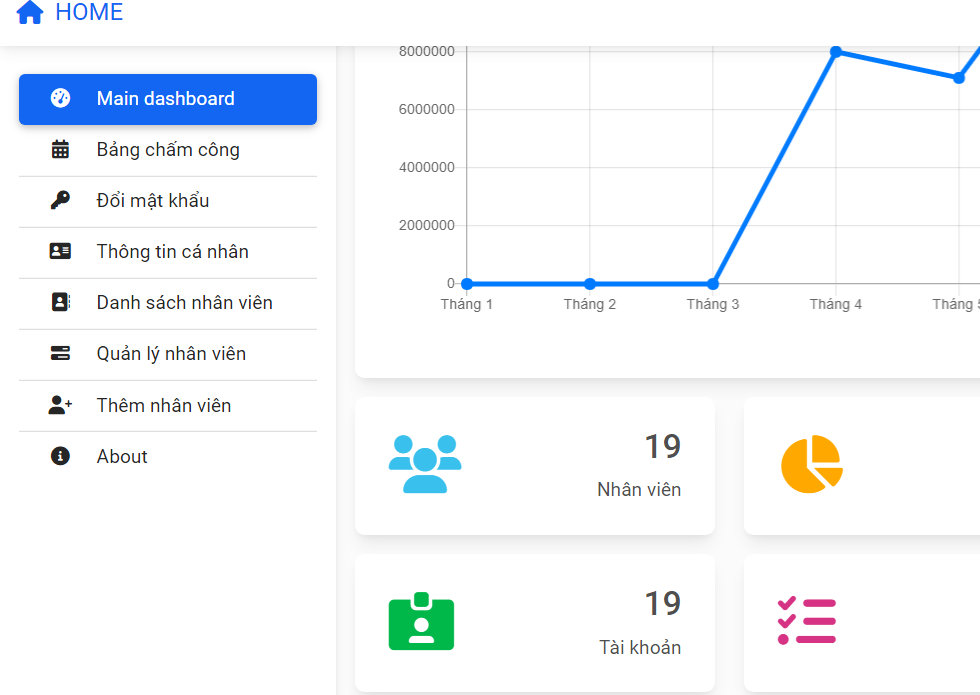 HOME
Main dashboard
Bảng chấm công
Đổi mật khẩu
Thông tin cá nhân
Danh sách nhân viên
Quản lý nhân viên
Thêm nhân viên
About
8000000
6000000
4000000
2000000
0
Tháng 1 Tháng 2 Tháng 3 Tháng 4 Tháng
19
Nhân viên
19
Tài khoản